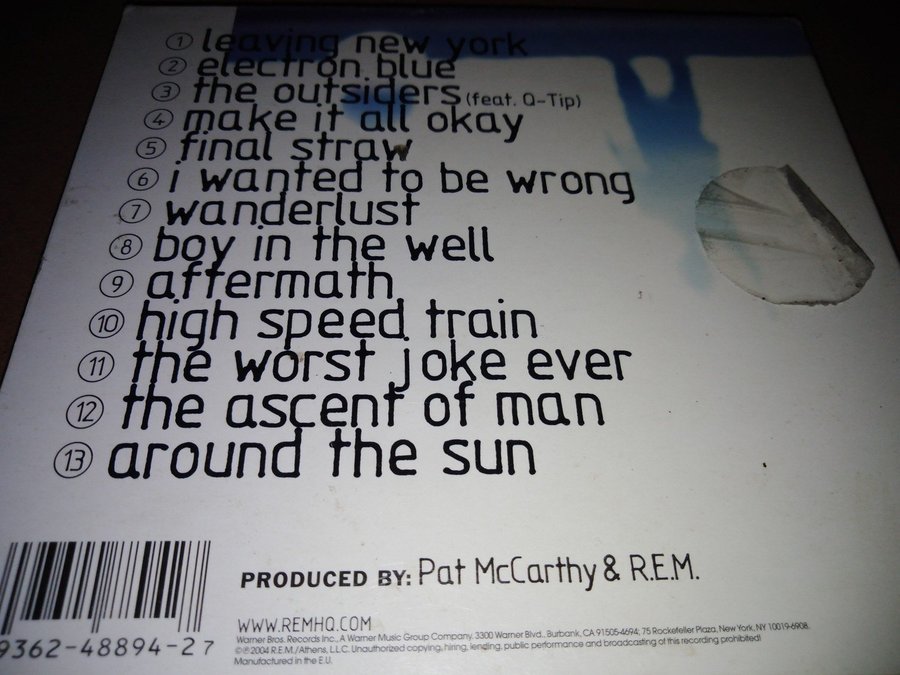 1 leaving new york
2 electron blue
3 the outsiders (feat. Q-Tip)
4 make it all okay
5 final straw
6 i wanted to be wrong
7 wanderlust
8 boy in the well
9 aftermath
10 high speed train
11 the worst joke ever
12 the ascent of man
13 around the sun
PRODUCED BY: Pat McCarthy & R.E.M.
WWW.REMHQ.COM
Warner Bros. Records Inc., A Warner Music Group Company, 3300 Warner Blvd., Burbank, CA 91505-4694; 75 Rockefeller Plaza, New York, NY 10019-6908.
©℗ 2004 R.E.M./Athens, L.L.C. Unauthorized copying, hiring, lending, public performance and broadcasting of this recording prohibited!
Manufactured in the E.U.
9362-48894-2 7